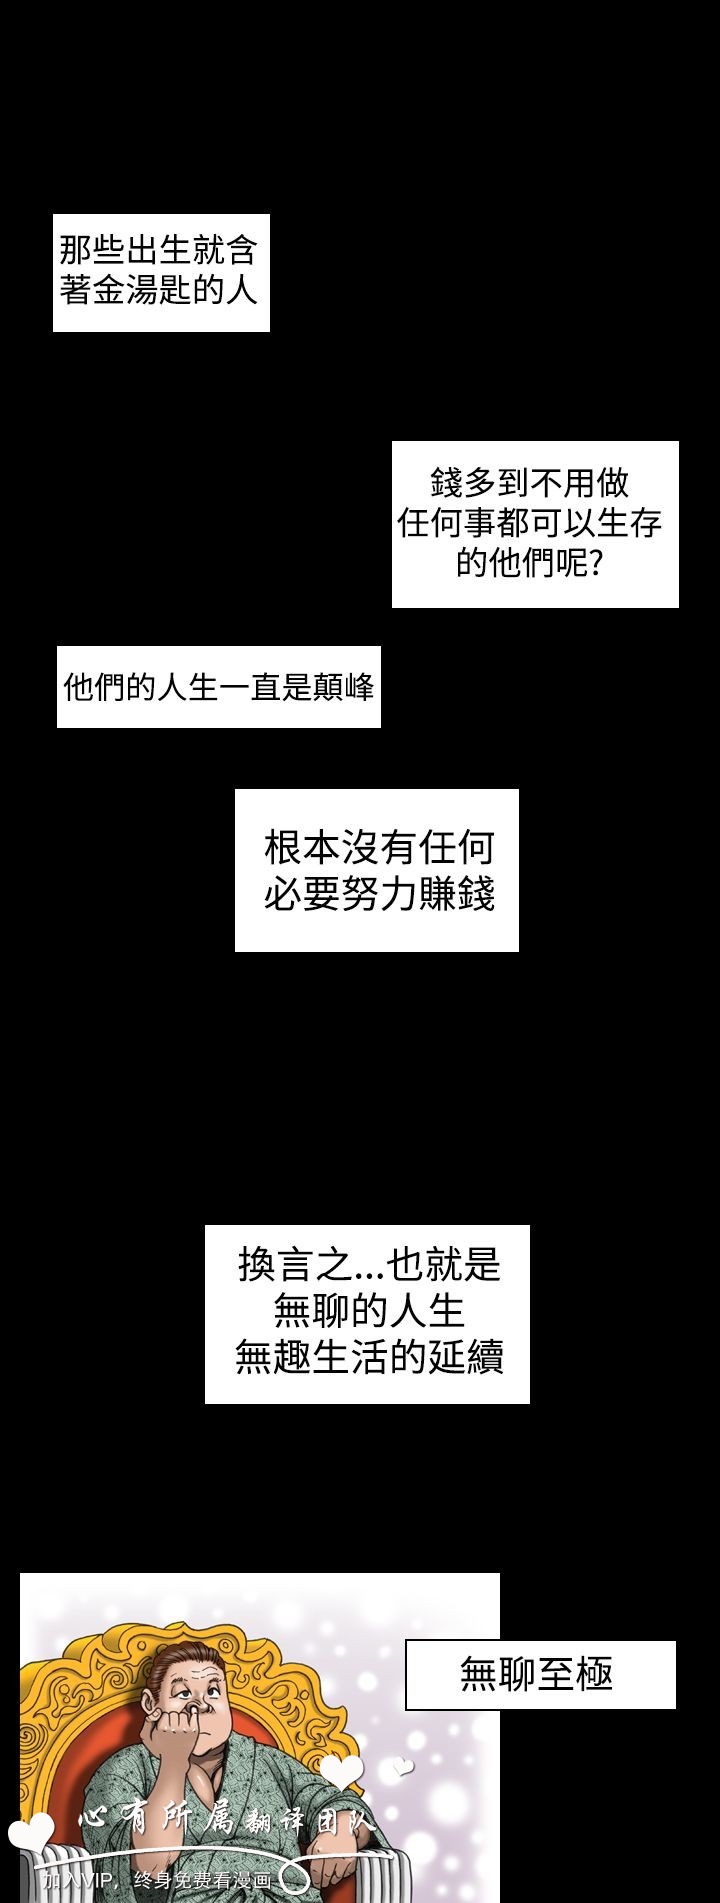 那些出生就含
著金湯匙的人
錢多到不用做
任何事都可以生存
的他們呢?
他們的人生一直是顛峰
根本沒有任何
必要努力賺錢
換言之...也就是
無聊的人生
無趣生活的延續
無聊至極
心有所属翻译团队
加入VIP，终身免费看漫画